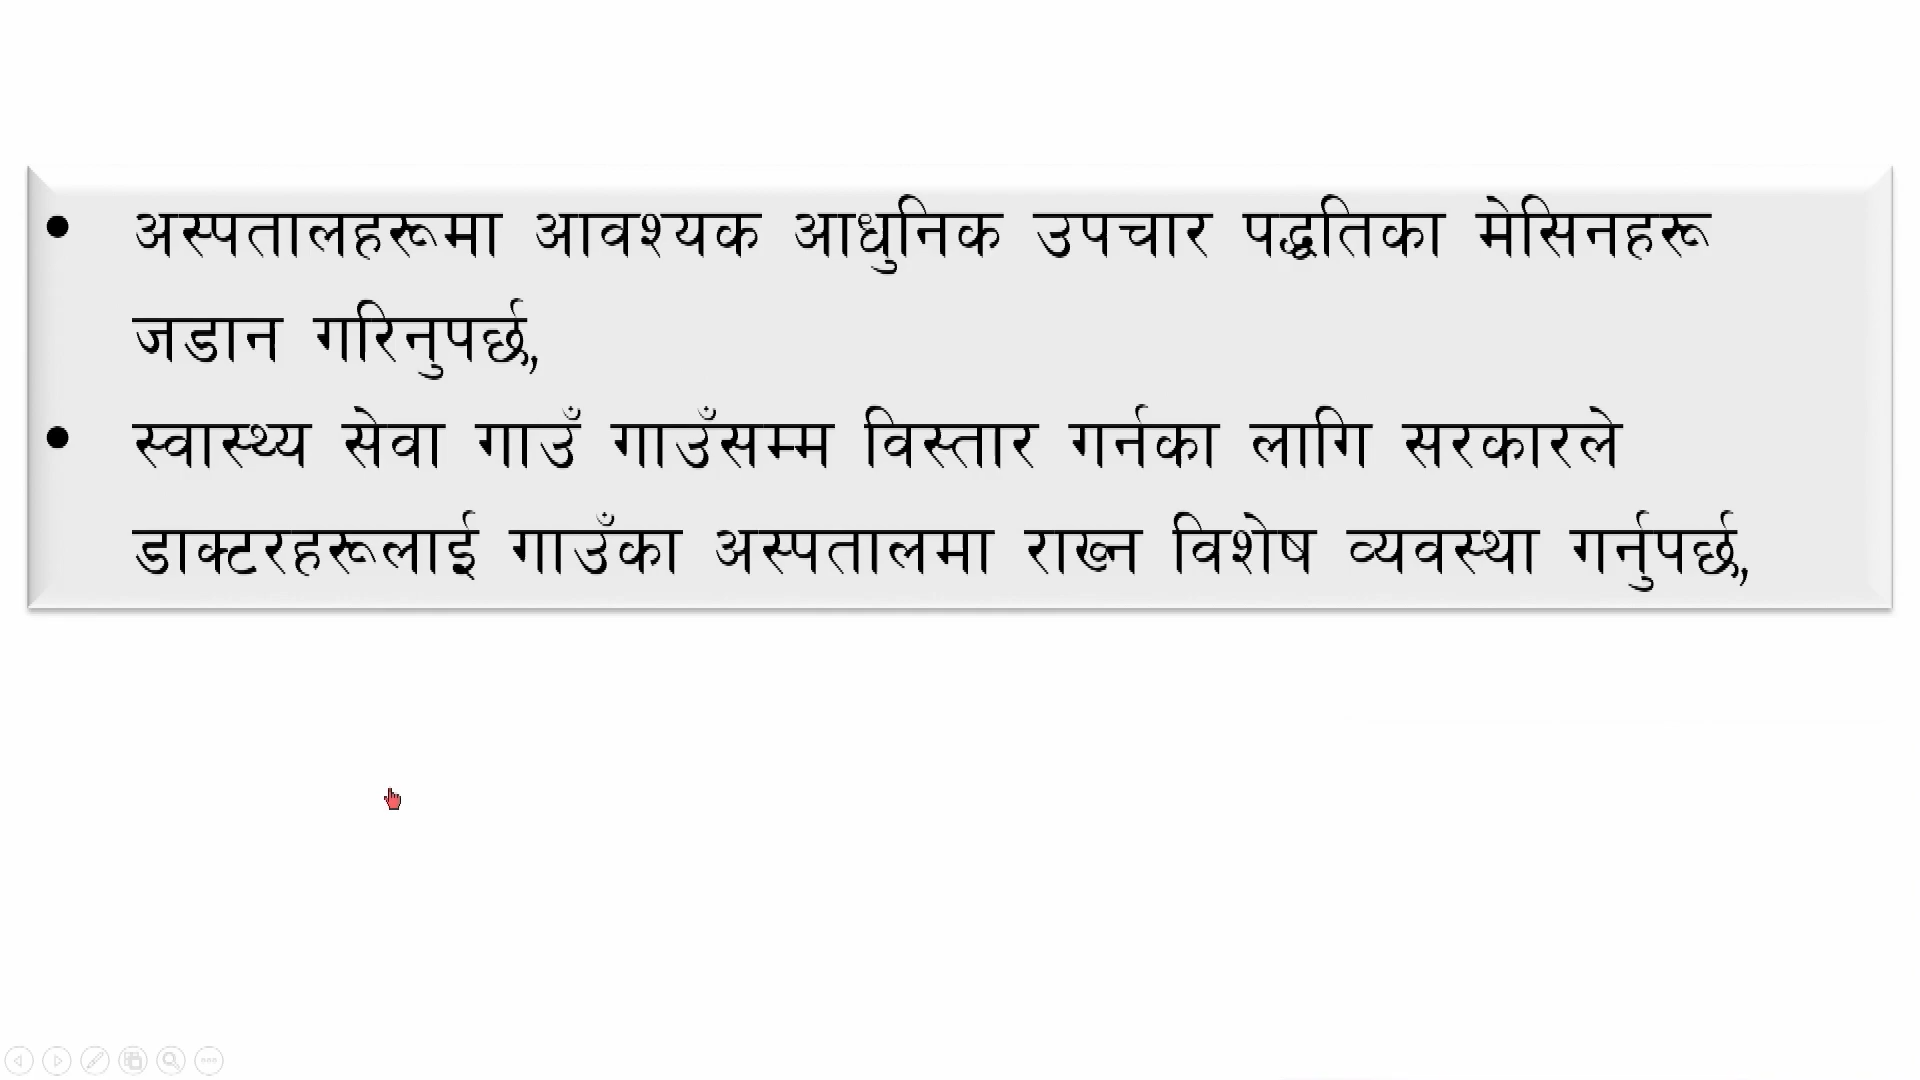 • अस्पतालहरूमा आवश्यक आधुनिक उपचार पद्धतिका मेसिनहरू
जडान गरिनुपर्छ,
• स्वास्थ्य सेवा गाउँ गाउँसम्म विस्तार गर्नका लागि सरकारले
डाक्टरहरूलाई गाउँका अस्पतालमा राख्न विशेष व्यवस्था गर्नुपर्छ,